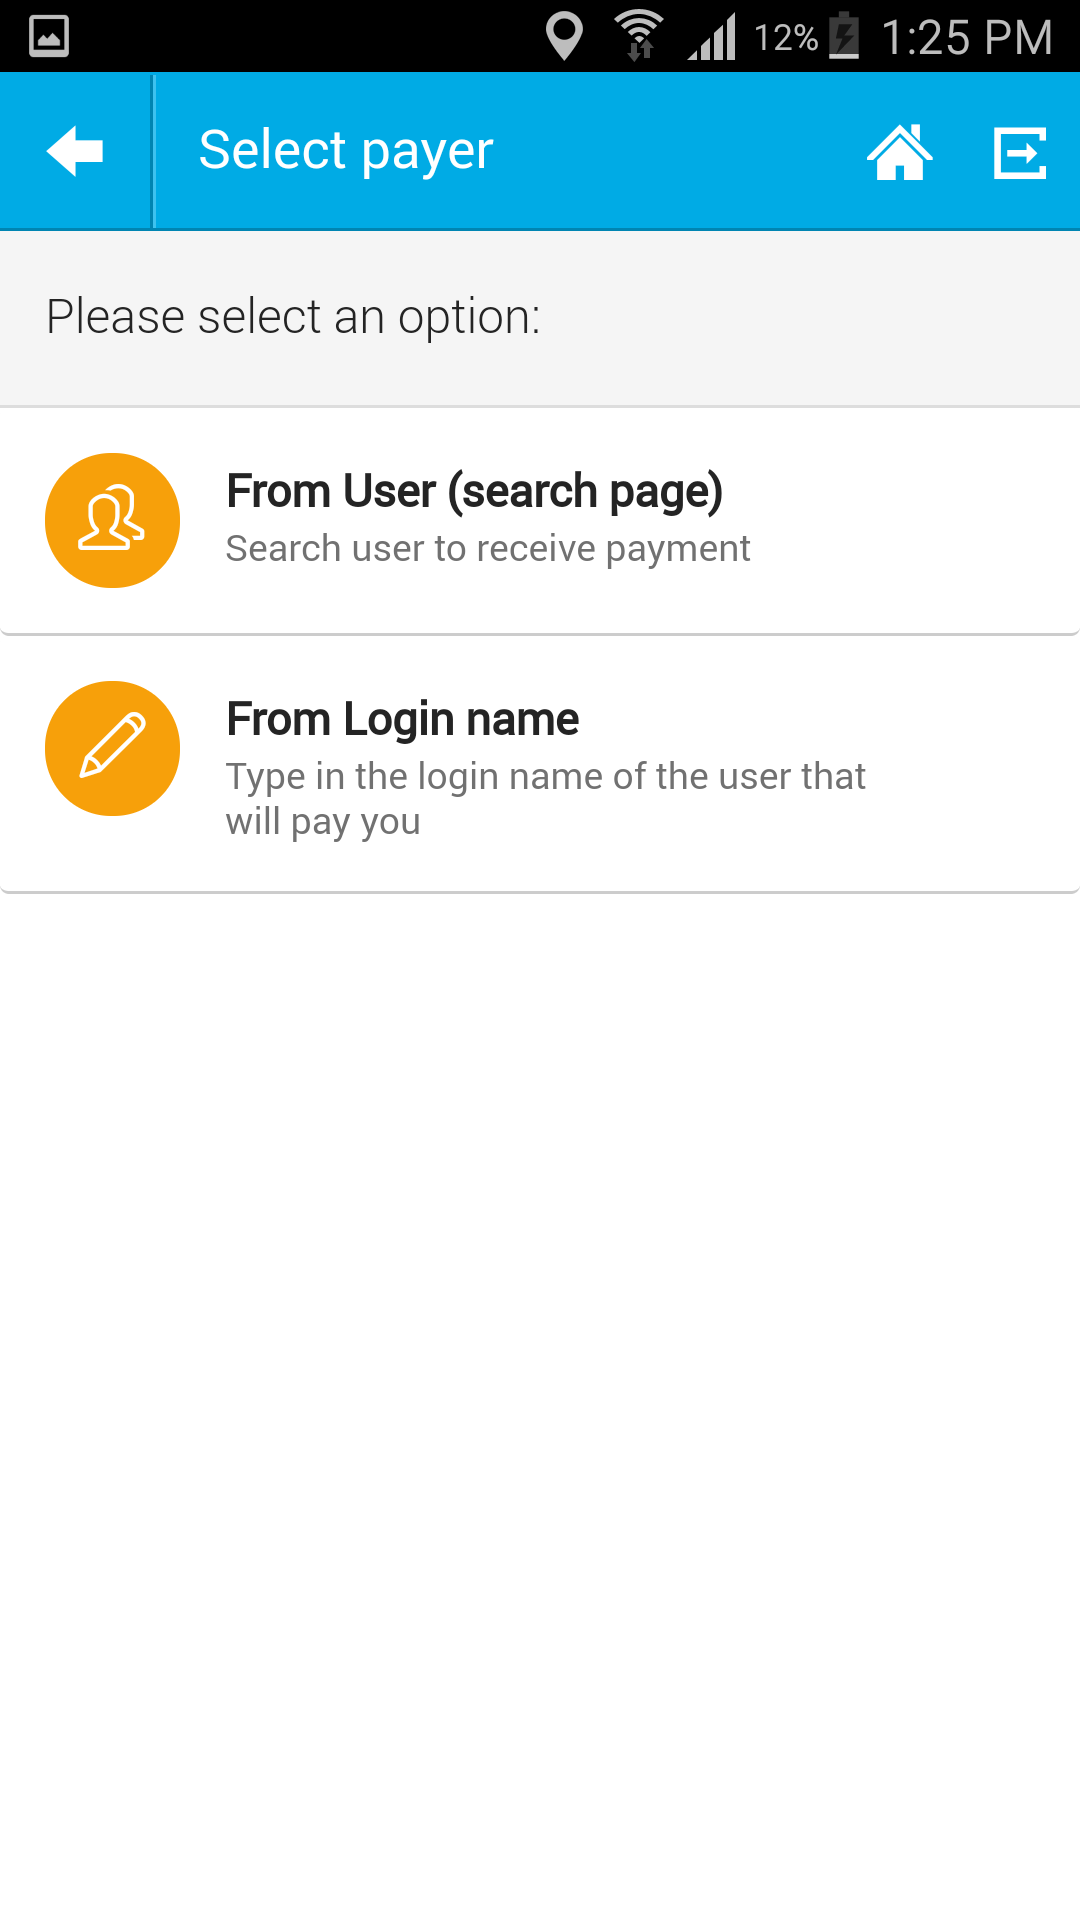 12% 1:25 PM
Select payer
Please select an option:
From User (search page)
Search user to receive payment
From Login name
Type in the login name of the user that
will pay you